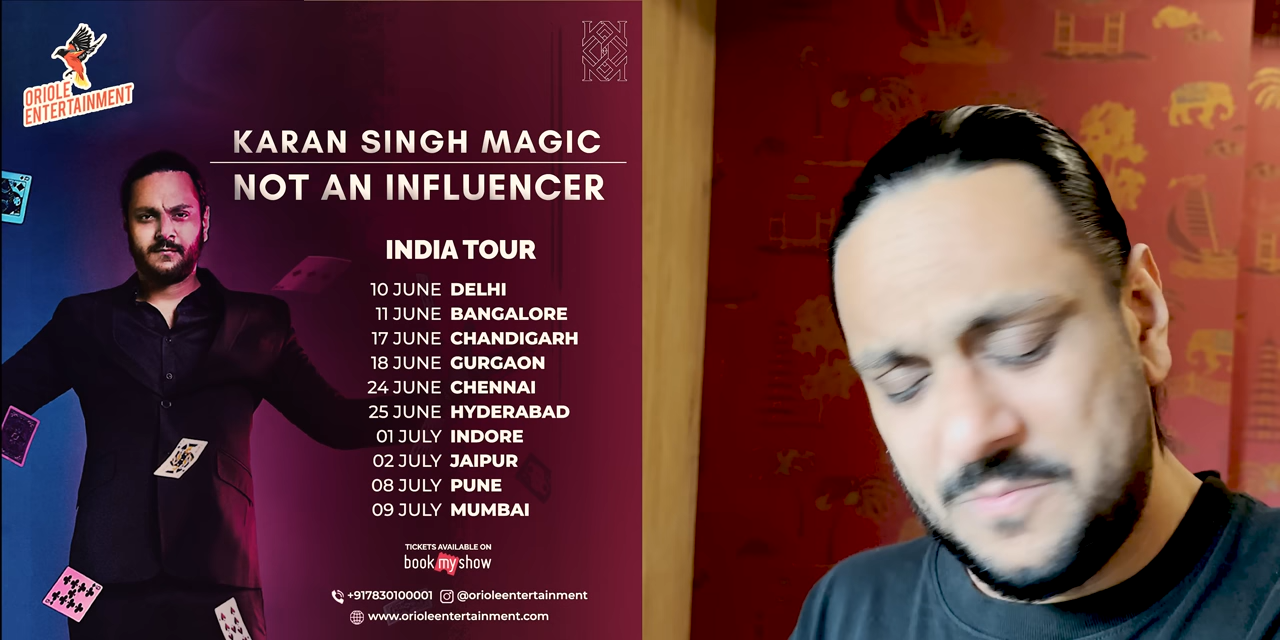 ORIOLE
ENTERTAINMENT
KARAN SINGH MAGIC
NOT AN INFLUENCER
INDIA TOUR
10 JUNE DELHI
11 JUNE BANGALORE
17 JUNE CHANDIGARH
18 JUNE GURGAON
24 JUNE CHENNAI
25 JUNE HYDERABAD
01 JULY INDORE
02 JULY JAIPUR
08 JULY PUNE
09 JULY MUMBAI
TICKETS AVAILABLE ON
book my show
+917830100001 @orioleentertainment
www.orioleentertainment.com